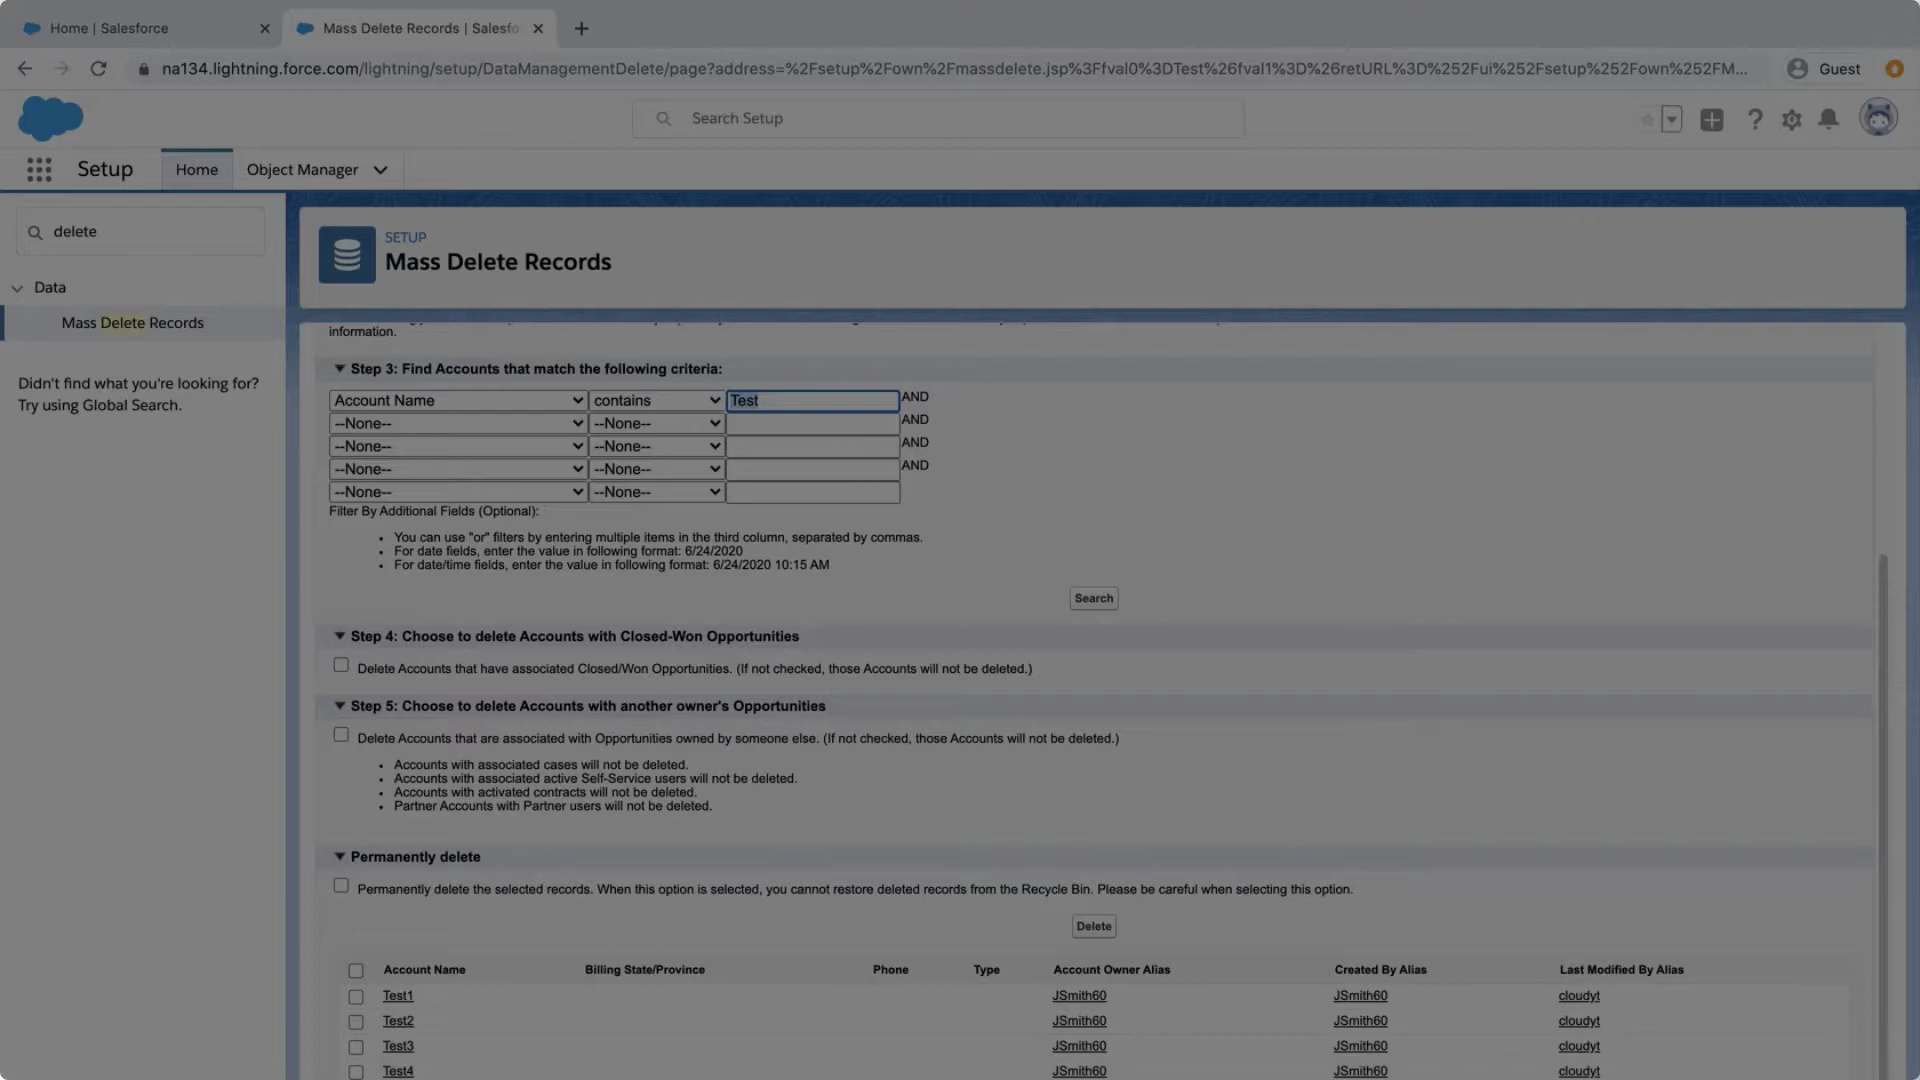 Home | Salesforce
Mass Delete Records | Salesfo
na134.lightning.force.com/lightning/setup/DataManagementDelete/page?address=%2Fsetup%2Fown%2Fmassdelete.jsp%3Ffval0%3DTest%26fval1%3D%26retURL%3D%252Fui%252Fsetup%252Fown%252FM...
Guest
Search Setup
Setup
Home
Object Manager
delete
Data
Mass Delete Records
Didn't find what you're looking for?
Try using Global Search.
SETUP
Mass Delete Records
information.
Step 3: Find Accounts that match the following criteria:
Account Name contains Test AND
--None-- --None-- AND
--None-- --None-- AND
--None-- --None-- AND
--None-- --None--
Filter By Additional Fields (Optional):
• You can use "or" filters by entering multiple items in the third column, separated by commas.
• For date fields, enter the value in following format: 6/24/2020
• For date/time fields, enter the value in following format: 6/24/2020 10:15 AM
Search
Step 4: Choose to delete Accounts with Closed-Won Opportunities
Delete Accounts that have associated Closed/Won Opportunities. (If not checked, those Accounts will not be deleted.)
Step 5: Choose to delete Accounts with another owner's Opportunities
Delete Accounts that are associated with Opportunities owned by someone else. (If not checked, those Accounts will not be deleted.)
• Accounts with associated cases will not be deleted.
• Accounts with associated active Self-Service users will not be deleted.
• Accounts with activated contracts will not be deleted.
• Partner Accounts with Partner users will not be deleted.
Permanently delete
Permanently delete the selected records. When this option is selected, you cannot restore deleted records from the Recycle Bin. Please be careful when selecting this option.
Delete
Account Name Billing State/Province Phone Type Account Owner Alias Created By Alias Last Modified By Alias
Test1 JSmith60 JSmith60 cloudyt
Test2 JSmith60 JSmith60 cloudyt
Test3 JSmith60 JSmith60 cloudyt
Test4 JSmith60 JSmith60 cloudyt